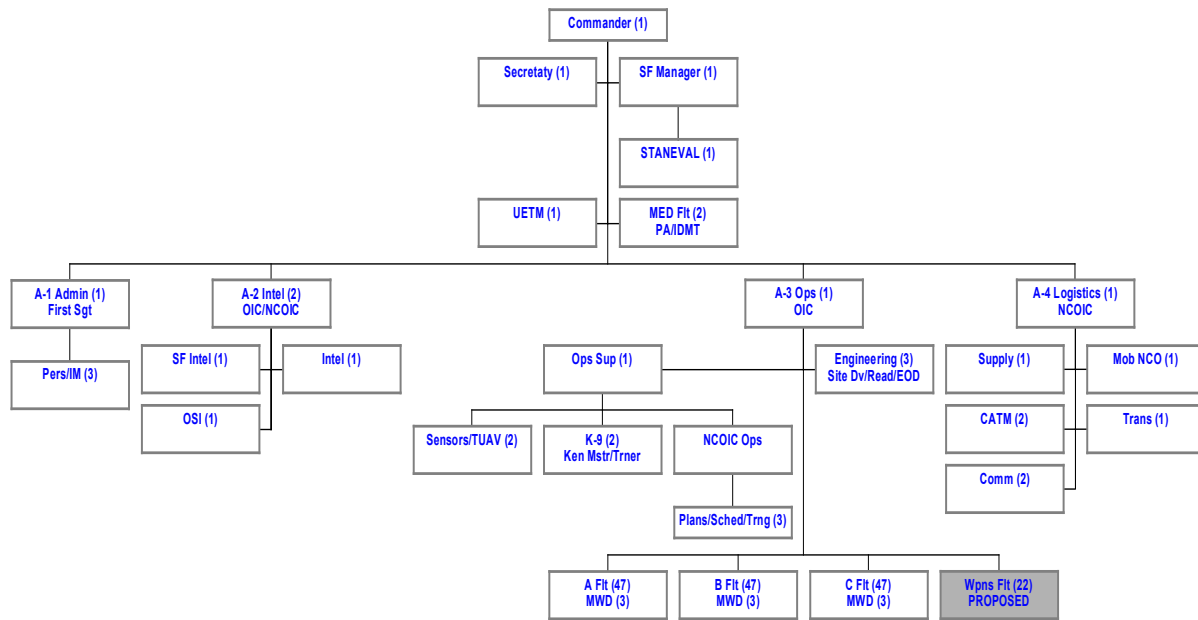 Commander (1)
Secretaty (1)
SF Manager (1)
STANEVAL (1)
UETM (1)
MED Flt (2)
PA/IDMT
A-1 Admin (1)
First Sgt
A-2 Intel (2)
OIC/NCOIC
A-3 Ops (1)
OIC
A-4 Logistics (1)
NCOIC
Pers/IM (3)
SF Intel (1)
Intel (1)
OSI (1)
Ops Sup (1)
Engineering (3)
Site Dv/Read/EOD
Supply (1)
Mob NCO (1)
CATM (2)
Trans (1)
Comm (2)
Sensors/TUAV (2)
K-9 (2)
Ken Mstr/Trner
NCOIC Ops
Plans/Sched/Trng (3)
A Flt (47)
MWD (3)
B Flt (47)
MWD (3)
C Flt (47)
MWD (3)
Wpns Flt (22)
PROPOSED